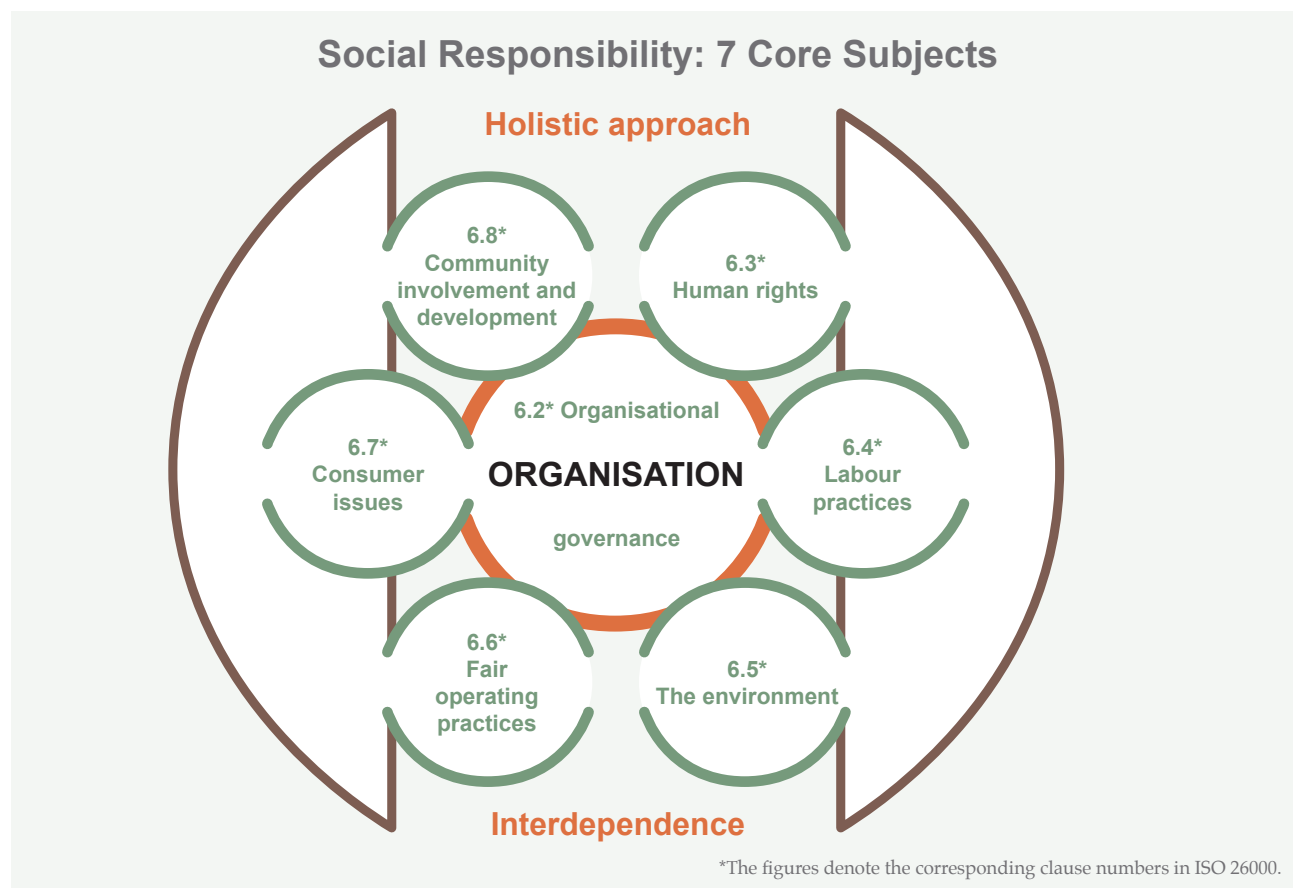 Social Responsibility: 7 Core Subjects
Holistic approach
6.8*
Community
involvement and
development
6.3*
Human rights
6.2* Organisational
ORGANISATION
governance
6.7*
Consumer
issues
6.4*
Labour
practices
6.6*
Fair
operating
practices
6.5*
The environment
Interdependence
*The figures denote the corresponding clause numbers in ISO 26000.